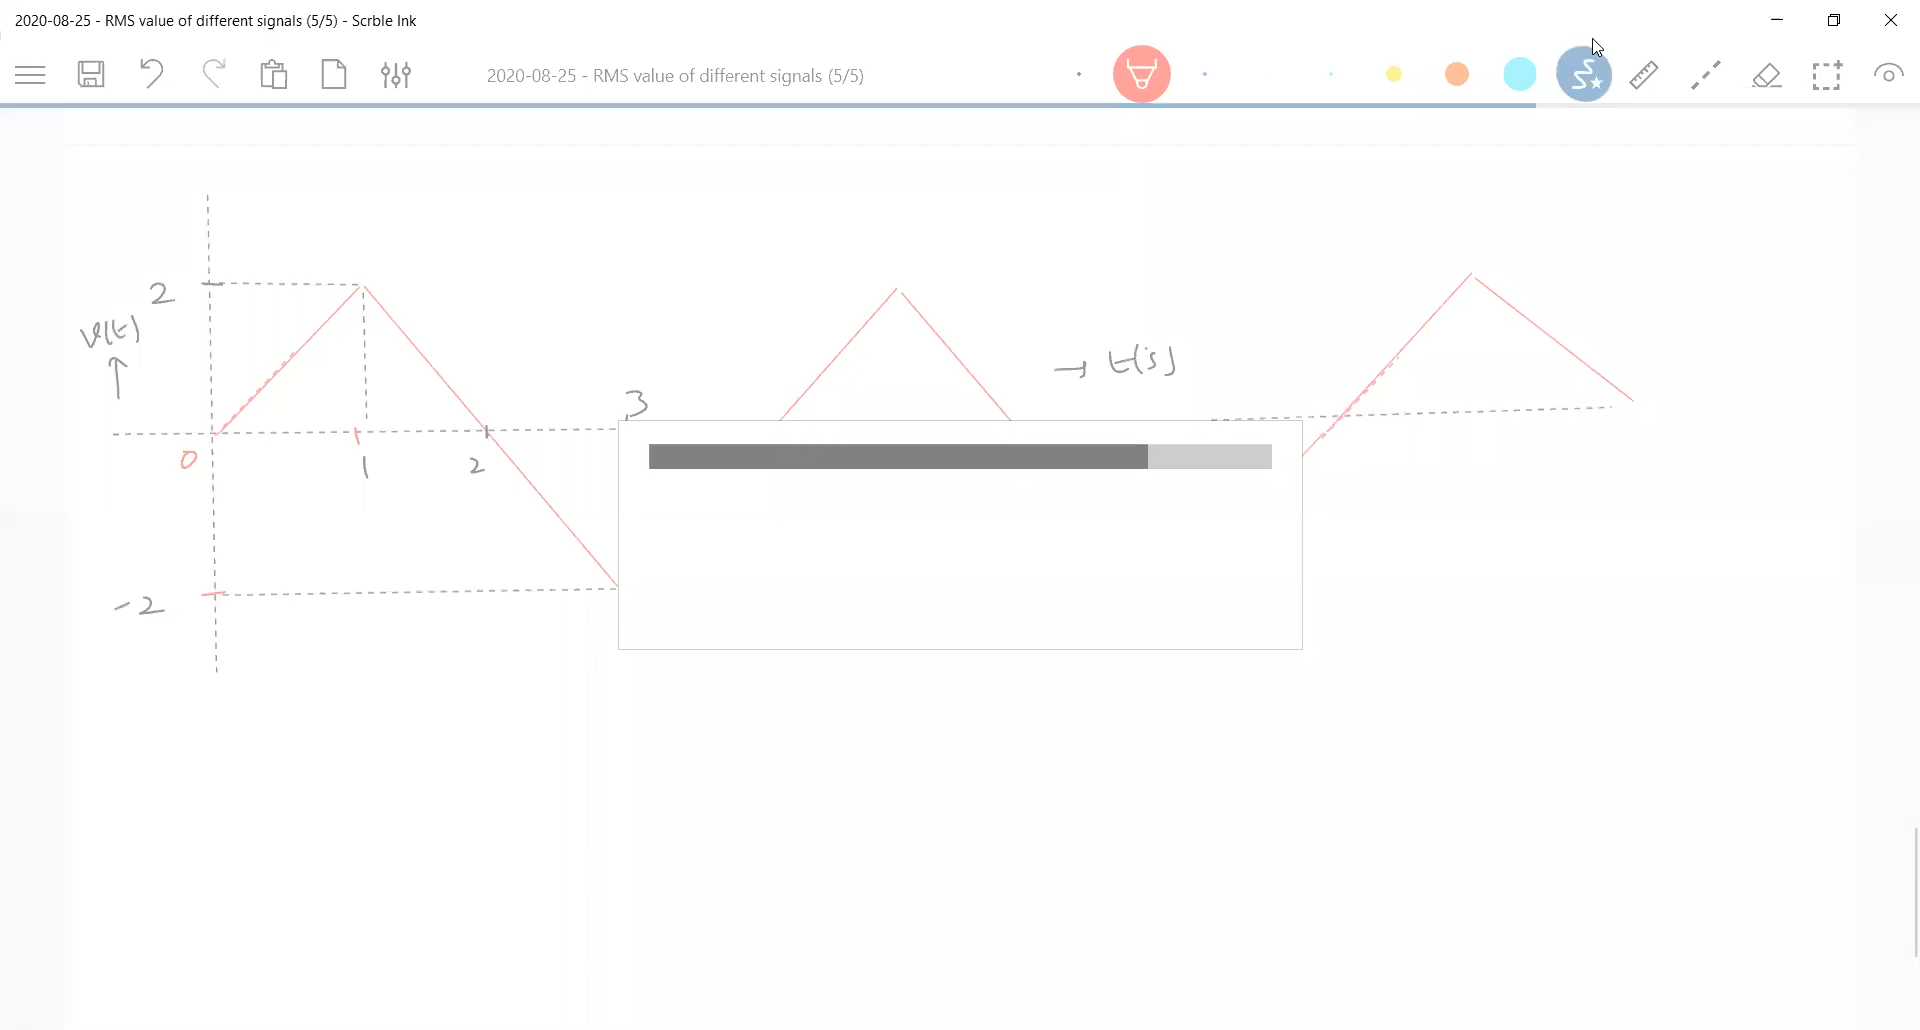 2020-08-25 - RMS value of different signals (5/5) - Scrble Ink
2020-08-25 - RMS value of different signals (5/5)
2
v(t)
→ t(s)
3
0
1
2
-2